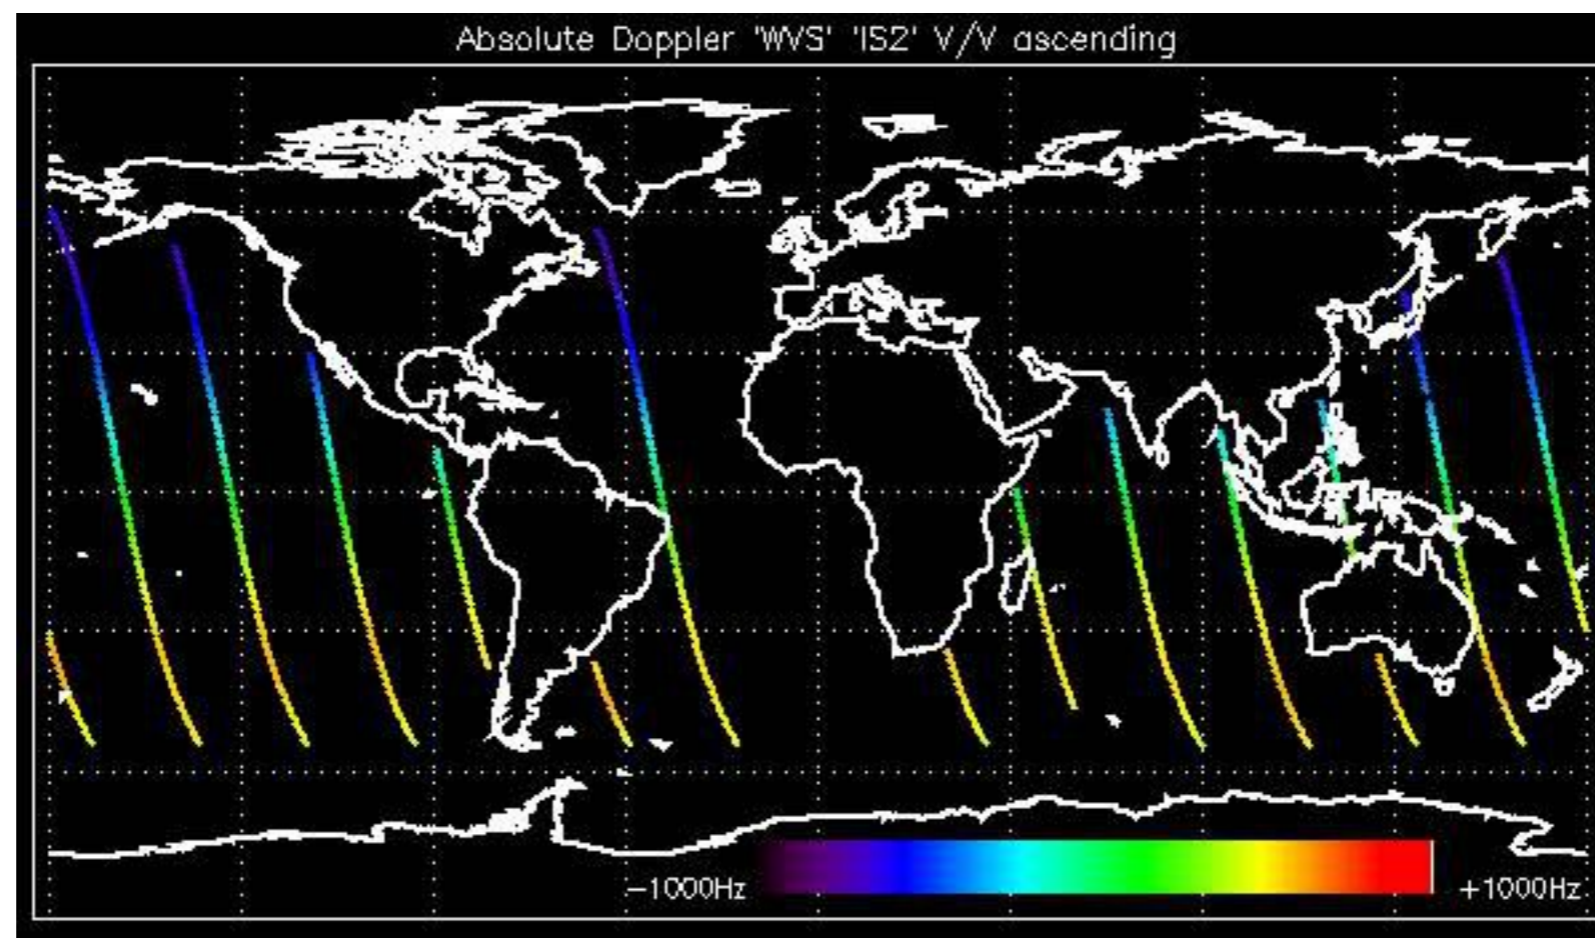 Absolute Doppler 'WVS' 'IS2' V/V ascending
−1000Hz +1000Hz